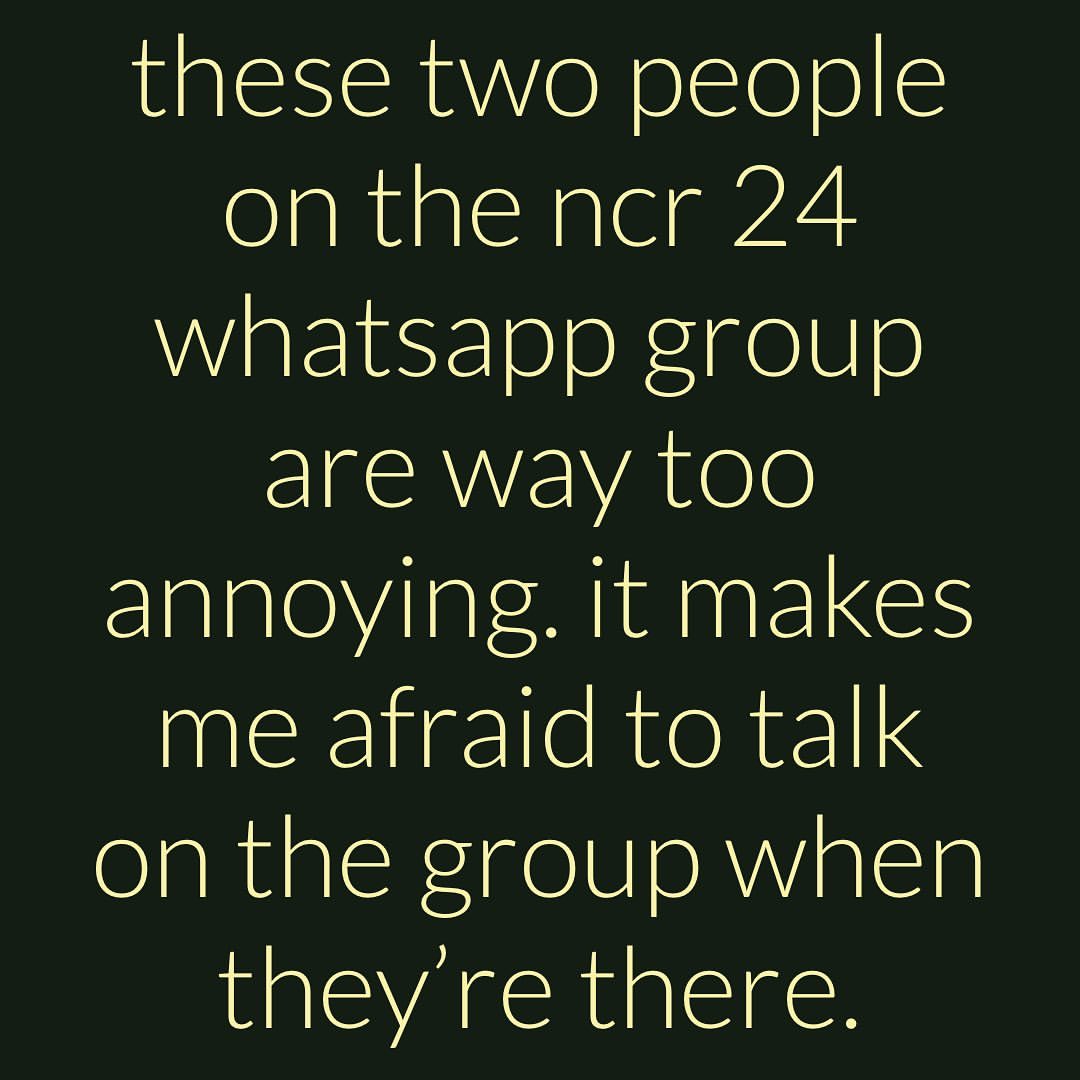 these two people
on the ncr 24
whatsapp group
are way too
annoying. it makes
me afraid to talk
on the group when
they’re there.